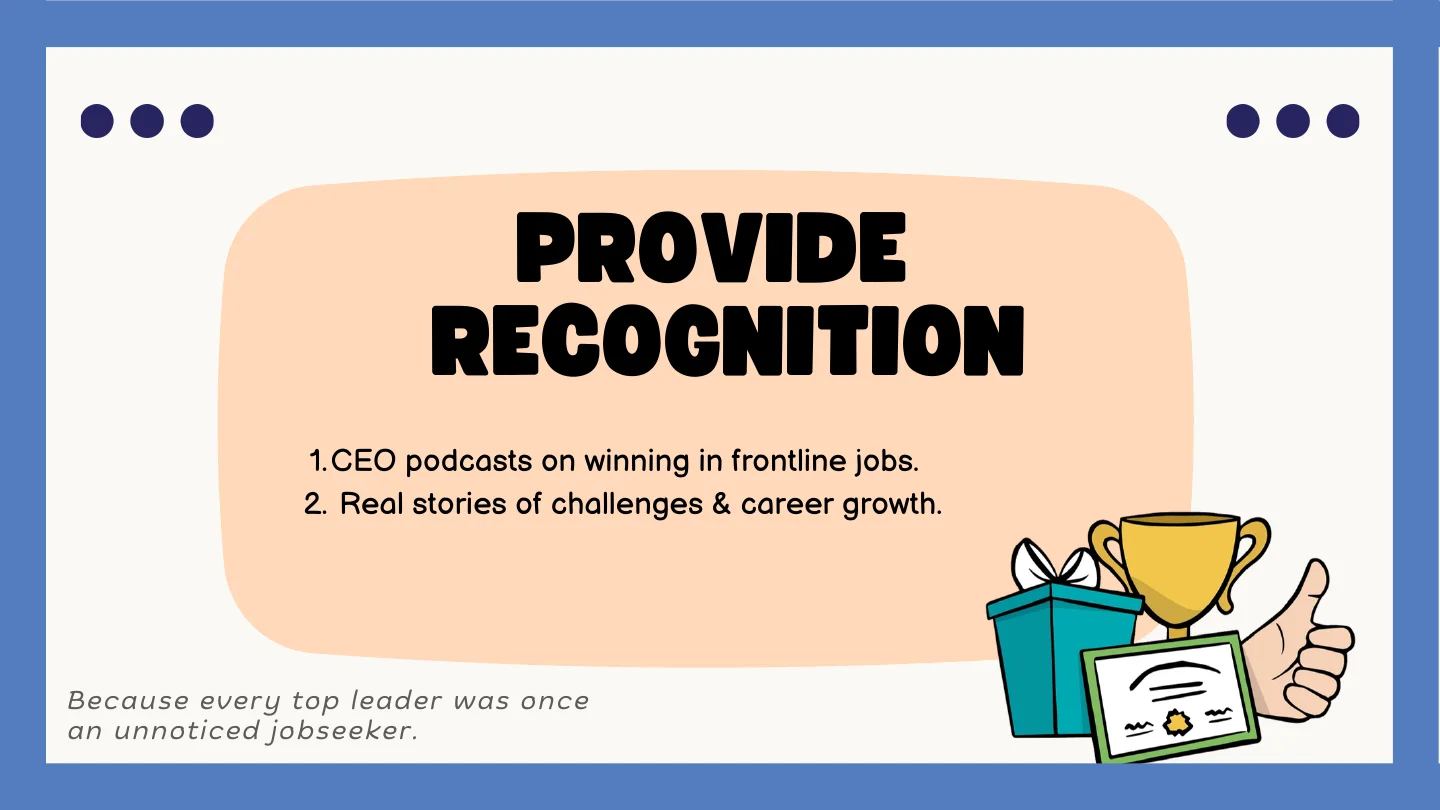 PROVIDE
RECOGNITION
1.CEO podcasts on winning in frontline jobs.
2. Real stories of challenges & career growth.
Because every top leader was once
an unnoticed jobseeker.